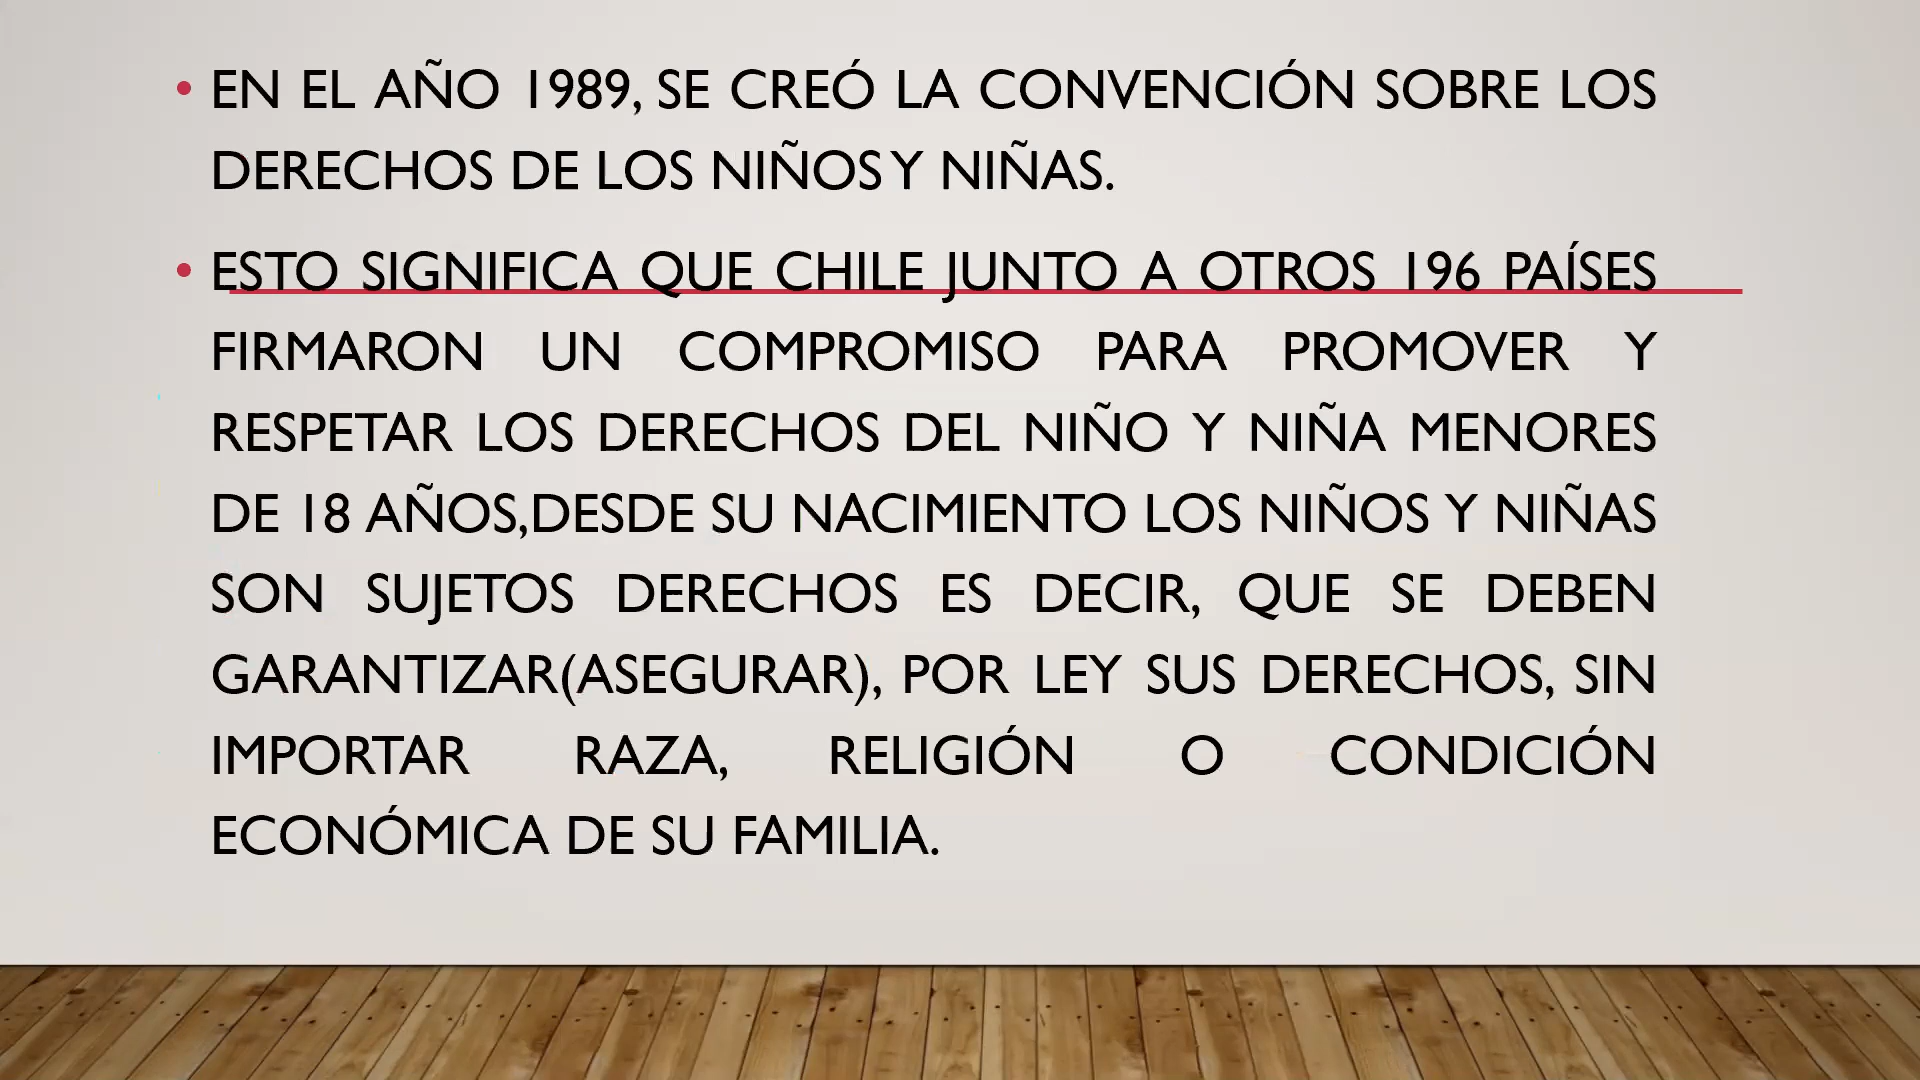 • EN EL AÑO 1989, SE CREÓ LA CONVENCIÓN SOBRE LOS
DERECHOS DE LOS NIÑOS Y NIÑAS.
• ESTO SIGNIFICA QUE CHILE JUNTO A OTROS 196 PAÍSES
FIRMARON UN COMPROMISO PARA PROMOVER Y
RESPETAR LOS DERECHOS DEL NIÑO Y NIÑA MENORES
DE 18 AÑOS,DESDE SU NACIMIENTO LOS NIÑOS Y NIÑAS
SON SUJETOS DERECHOS ES DECIR, QUE SE DEBEN
GARANTIZAR(ASEGURAR), POR LEY SUS DERECHOS, SIN
IMPORTAR RAZA, RELIGIÓN O CONDICIÓN
ECONÓMICA DE SU FAMILIA.